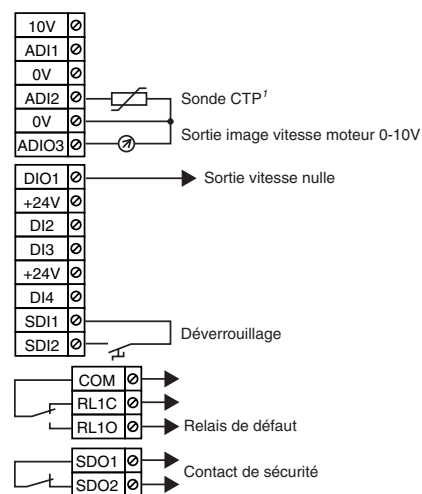 10V
ADI1
0V
ADI2
Sonde CTP¹
0V
Sortie image vitesse moteur 0-10V
ADIO3
DIO1
Sortie vitesse nulle
+24V
DI2
DI3
+24V
DI4
SDI1
Déverrouillage
SDI2
COM
RL1C
RL1O
Relais de défaut
SDO1
Contact de sécurité
SDO2